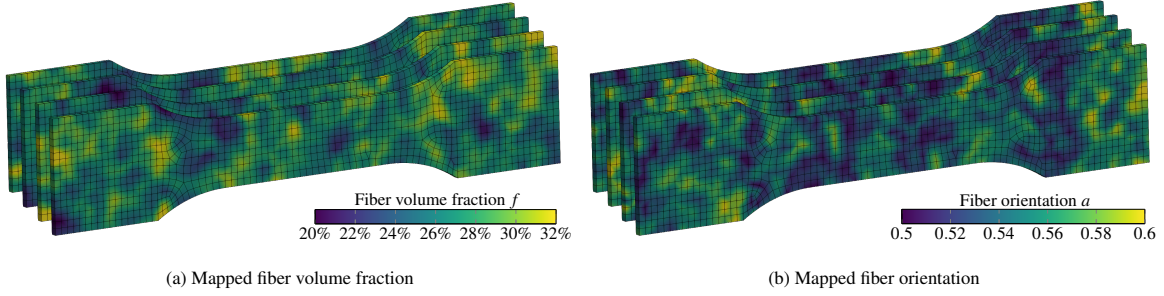 Fiber volume fraction f
20% 22% 24% 26% 28% 30% 32%
(a) Mapped fiber volume fraction
Fiber orientation a
0.5 0.52 0.54 0.56 0.58 0.6
(b) Mapped fiber orientation